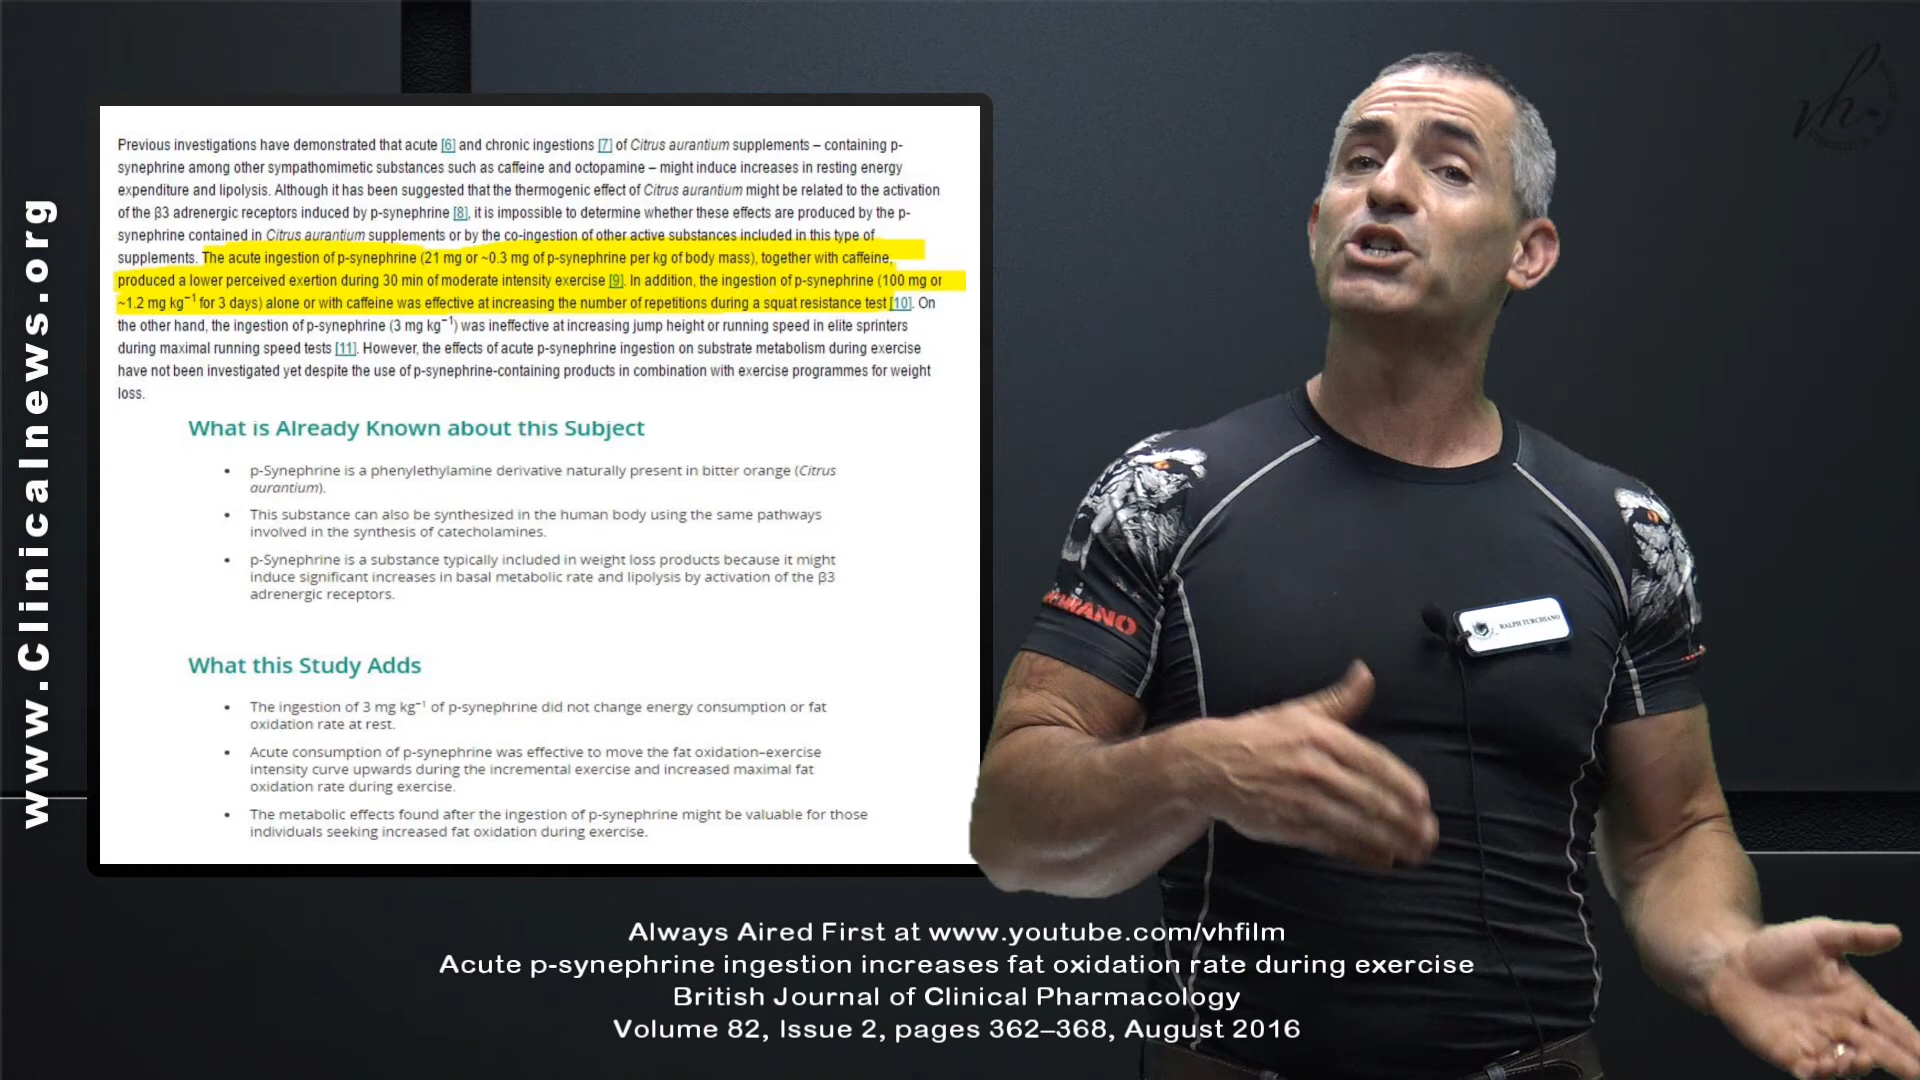 www.Clinicalnews.org
Previous investigations have demonstrated that acute [6] and chronic ingestions [7] of Citrus aurantium supplements – containing p-
synephrine among other sympathomimetic substances such as caffeine and octopamine – might induce increases in resting energy
expenditure and lipolysis. Although it has been suggested that the thermogenic effect of Citrus aurantium might be related to the activation
of the β3 adrenergic receptors induced by p-synephrine [8], it is impossible to determine whether these effects are produced by the p-
synephrine contained in Citrus aurantium supplements or by the co-ingestion of other active substances included in this type of
supplements. The acute ingestion of p-synephrine (21 mg or ~0.3 mg of p-synephrine per kg of body mass), together with caffeine,
produced a lower perceived exertion during 30 min of moderate intensity exercise [9]. In addition, the ingestion of p-synephrine (100 mg or
~1.2 mg kg⁻¹ for 3 days) alone or with caffeine was effective at increasing the number of repetitions during a squat resistance test [10]. On
the other hand, the ingestion of p-synephrine (3 mg kg⁻¹) was ineffective at increasing jump height or running speed in elite sprinters
during maximal running speed tests [11]. However, the effects of acute p-synephrine ingestion on substrate metabolism during exercise
have not been investigated yet despite the use of p-synephrine-containing products in combination with exercise programmes for weight
loss.
What is Already Known about this Subject
• p-Synephrine is a phenylethylamine derivative naturally present in bitter orange (Citrus
aurantium).
• This substance can also be synthesized in the human body using the same pathways
involved in the synthesis of catecholamines.
• p-Synephrine is a substance typically included in weight loss products because it might
induce significant increases in basal metabolic rate and lipolysis by activation of the β3
adrenergic receptors.
What this Study Adds
• The ingestion of 3 mg kg⁻¹ of p-synephrine did not change energy consumption or fat
oxidation rate at rest.
• Acute consumption of p-synephrine was effective to move the fat oxidation–exercise
intensity curve upwards during the incremental exercise and increased maximal fat
oxidation rate during exercise.
• The metabolic effects found after the ingestion of p-synephrine might be valuable for those
individuals seeking increased fat oxidation during exercise.
vh
RALPH TURCHIANO
Always Aired First at www.youtube.com/vhfilm
Acute p-synephrine ingestion increases fat oxidation rate during exercise
British Journal of Clinical Pharmacology
Volume 82, Issue 2, pages 362–368, August 2016